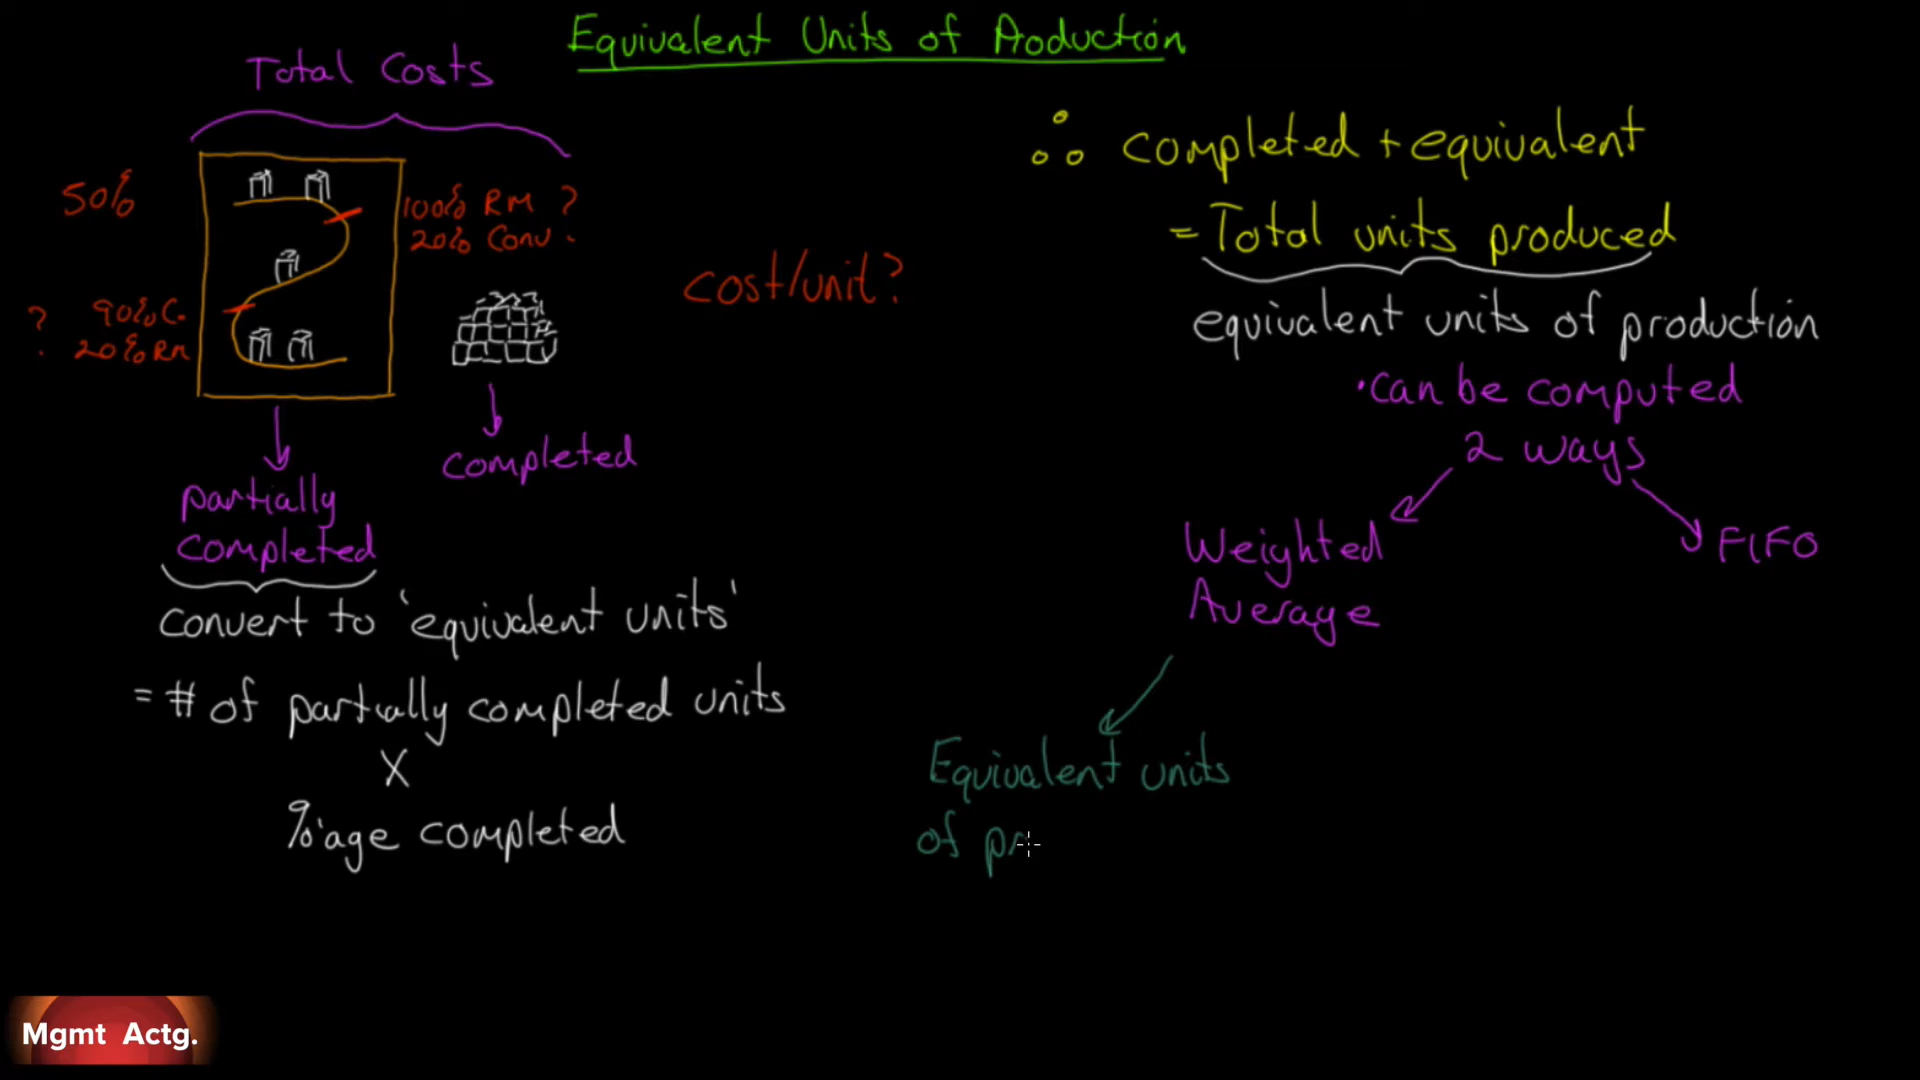 Equivalent Units of Production
Total Costs
50%
100% RM ?
20% Conv.
? 90% C.
20% RM
cost/unit?
completed
partially
completed
convert to 'equivalent units'
= # of partially completed units
X
%'age completed
∴ completed + equivalent
= Total units produced
equivalent units of production
• can be computed
2 ways
Weighted
Average
FIFO
Equivalent units
of pr
Mgmt Actg.